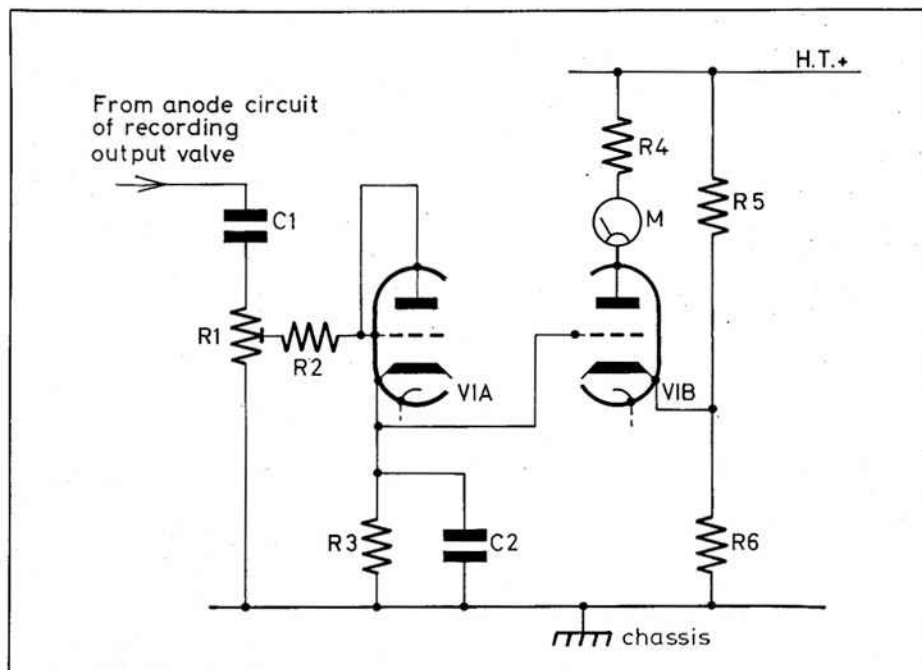 H.T.+
From anode circuit
of recording
output valve
R4
C1
M
R5
R1
R2
V1A
V1B
R3
C2
R6
chassis